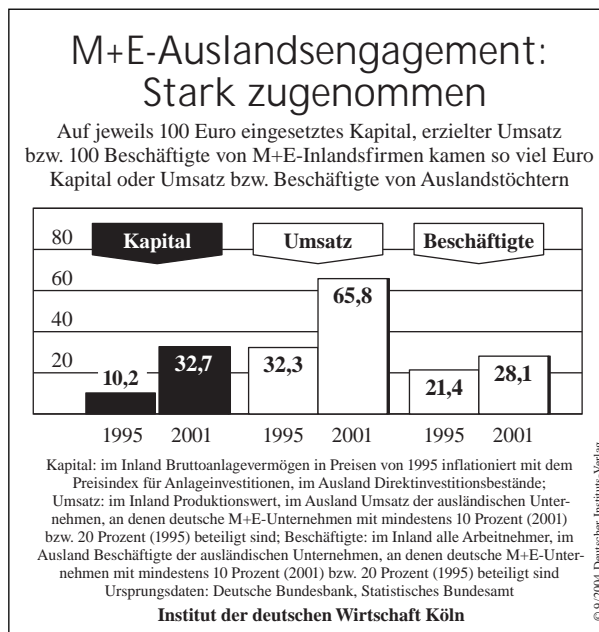 M+E-Auslandsengagement:
Stark zugenommen
Auf jeweils 100 Euro eingesetztes Kapital, erzielter Umsatz
bzw. 100 Beschäftigte von M+E-Inlandsfirmen kamen so viel Euro
Kapital oder Umsatz bzw. Beschäftigte von Auslandstöchtern
80
Kapital
Umsatz
Beschäftigte
60
40
20
10,2
32,7
32,3
65,8
21,4
28,1
1995 2001 1995 2001 1995 2001
Kapital: im Inland Bruttoanlagevermögen in Preisen von 1995 inflationiert mit dem
Preisindex für Anlageinvestitionen, im Ausland Direktinvestitionsbestände;
Umsatz: im Inland Produktionswert, im Ausland Umsatz der ausländischen Unter-
nehmen, an denen deutsche M+E-Unternehmen mit mindestens 10 Prozent (2001)
bzw. 20 Prozent (1995) beteiligt sind; Beschäftigte: im Inland alle Arbeitnehmer, im
Ausland Beschäftigte der ausländischen Unternehmen, an denen deutsche M+E-Unter-
nehmen mit mindestens 10 Prozent (2001) bzw. 20 Prozent (1995) beteiligt sind
Ursprungsdaten: Deutsche Bundesbank, Statistisches Bundesamt
Institut der deutschen Wirtschaft Köln
© 9/2004 Deutscher Instituts-Verlag